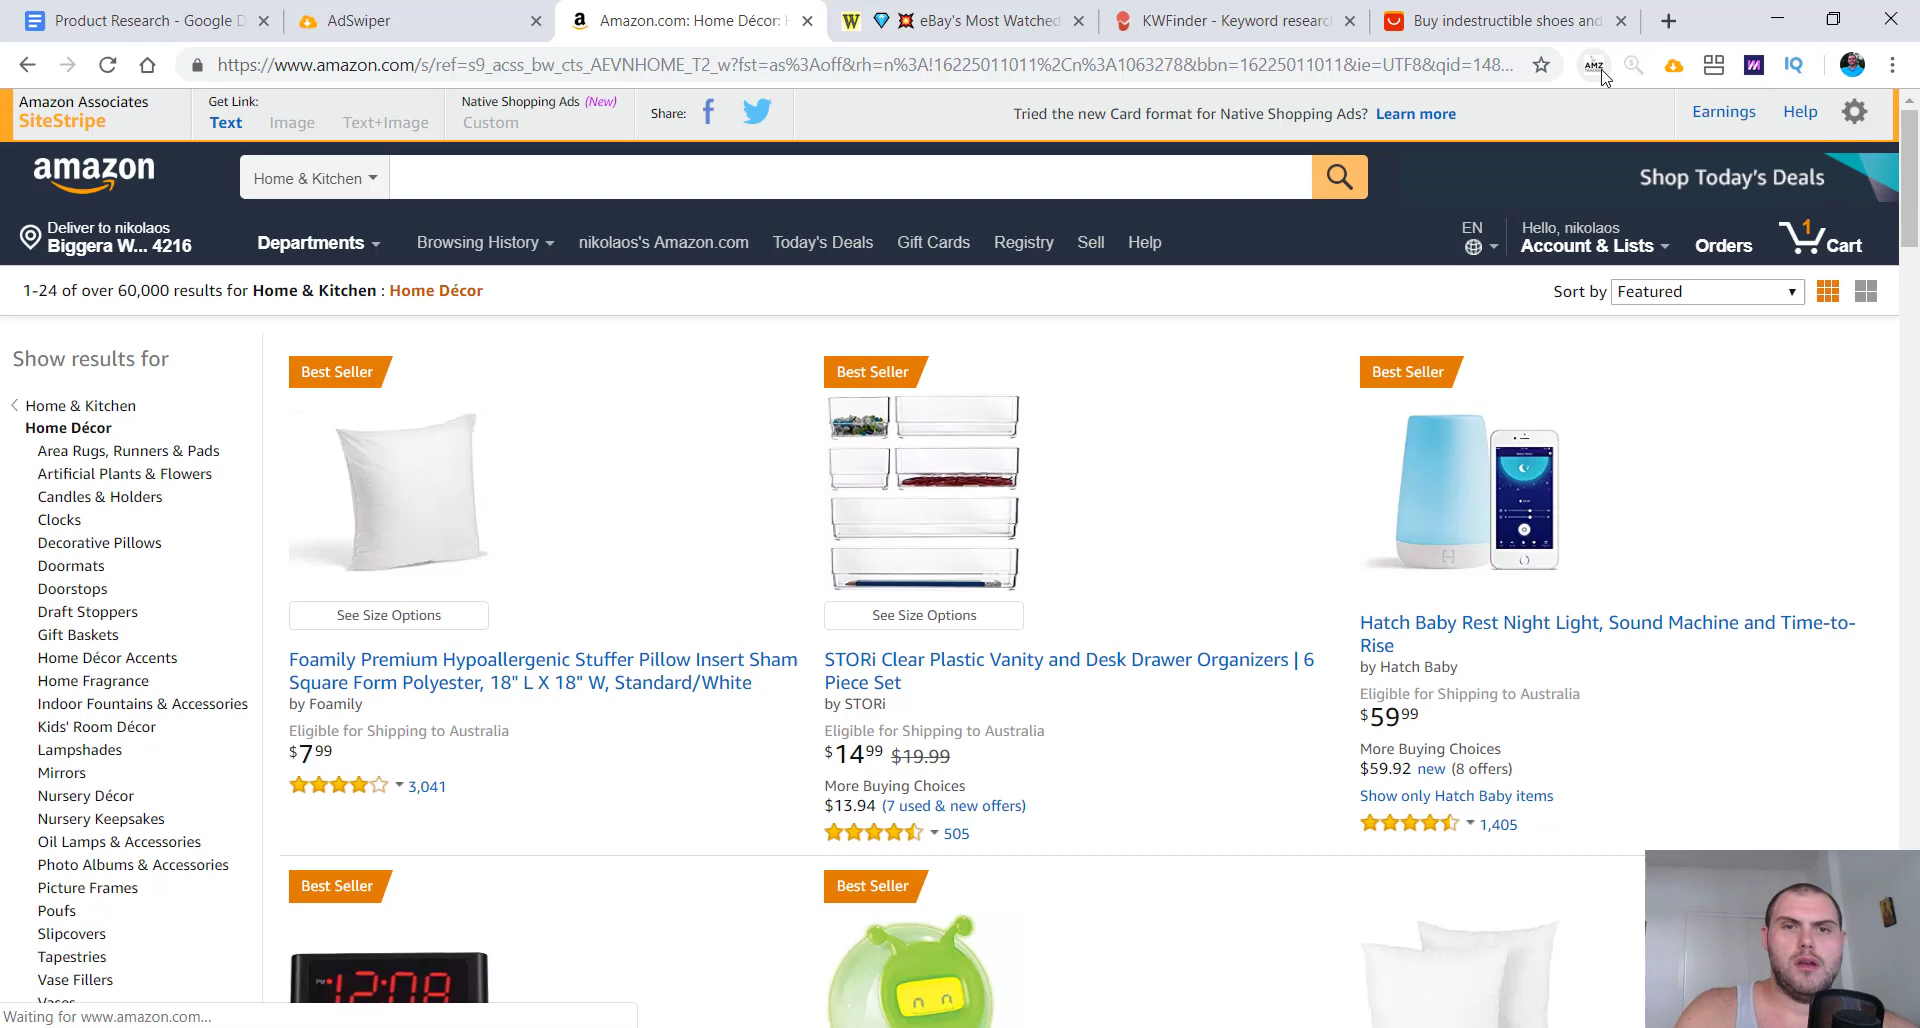 Product Research - Google D
AdSwiper
Amazon.com: Home Décor: H
eBay's Most Watched
KWFinder - Keyword research
Buy indestructible shoes and
https://www.amazon.com/s/ref=s9_acss_bw_cts_AEVNHOME_T2_w?fst=as%3Aoff&rh=n%3A!16225011011%2Cn%3A1063278&bbn=16225011011&ie=UTF8&qid=148...
AMZ
IQ
Amazon Associates
SiteStripe
Get Link:
Text
Image
Text+Image
Native Shopping Ads (New)
Custom
Share:
Tried the new Card format for Native Shopping Ads? Learn more
Earnings
Help
amazon
Home & Kitchen
Shop Today's Deals
Deliver to nikolaos
Biggera W... 4216
Departments
Browsing History
nikolaos's Amazon.com
Today's Deals
Gift Cards
Registry
Sell
Help
EN
Hello, nikolaos
Account & Lists
Orders
1
Cart
1-24 of over 60,000 results for Home & Kitchen : Home Décor
Sort by
Featured
Show results for
Home & Kitchen
Home Décor
Area Rugs, Runners & Pads
Artificial Plants & Flowers
Candles & Holders
Clocks
Decorative Pillows
Doormats
Doorstops
Draft Stoppers
Gift Baskets
Home Décor Accents
Home Fragrance
Indoor Fountains & Accessories
Kids' Room Décor
Lampshades
Mirrors
Nursery Décor
Nursery Keepsakes
Oil Lamps & Accessories
Photo Albums & Accessories
Picture Frames
Poufs
Slipcovers
Tapestries
Vase Fillers
Vases
Best Seller
See Size Options
Foamily Premium Hypoallergenic Stuffer Pillow Insert Sham
Square Form Polyester, 18" L X 18" W, Standard/White
by Foamily
Eligible for Shipping to Australia
$7.99
3,041
Best Seller
See Size Options
STORi Clear Plastic Vanity and Desk Drawer Organizers | 6
Piece Set
by STORi
Eligible for Shipping to Australia
$14.99 $19.99
More Buying Choices
$13.94 (7 used & new offers)
505
Best Seller
Hatch Baby Rest Night Light, Sound Machine and Time-to-
Rise
by Hatch Baby
Eligible for Shipping to Australia
$59.99
More Buying Choices
$59.92 new (8 offers)
Show only Hatch Baby items
1,405
Best Seller
PM 12:08
Best Seller
Waiting for www.amazon.com...